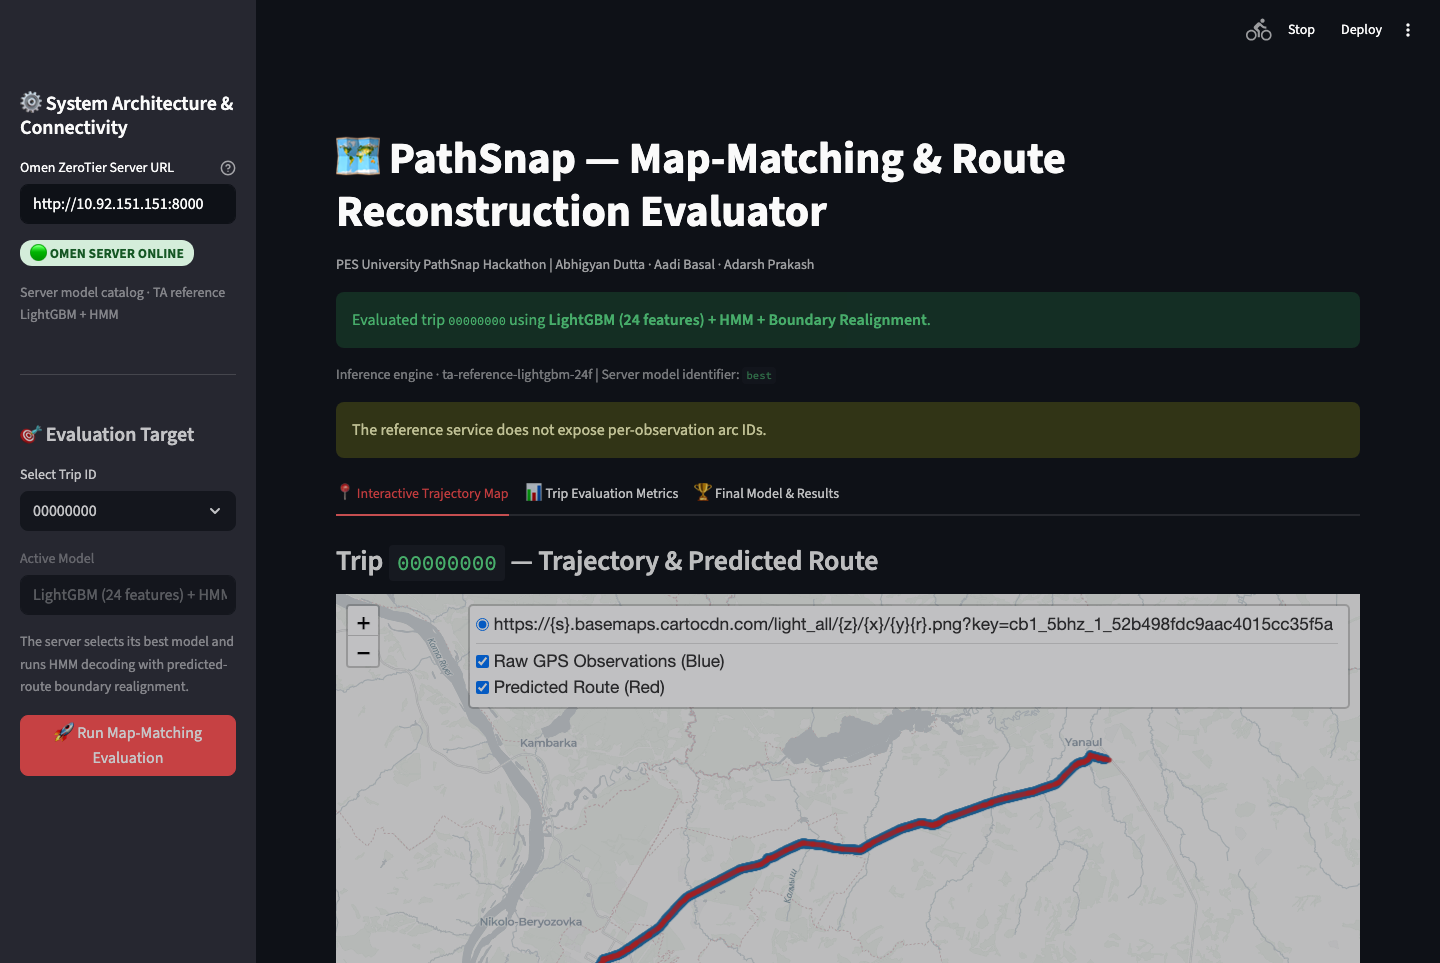 Stop
Deploy
System Architecture &
Connectivity
Omen ZeroTier Server URL
http://10.92.151.151:8000
OMEN SERVER ONLINE
Server model catalog · TA reference
LightGBM + HMM
Evaluation Target
Select Trip ID
00000000
Active Model
LightGBM (24 features) + HMM
The server selects its best model and
runs HMM decoding with predicted-
route boundary realignment.
Run Map-Matching
Evaluation
PathSnap — Map-Matching & Route
Reconstruction Evaluator
PES University PathSnap Hackathon | Abhigyan Dutta · Aadi Basal · Adarsh Prakash
Evaluated trip 00000000 using LightGBM (24 features) + HMM + Boundary Realignment.
Inference engine · ta-reference-lightgbm-24f | Server model identifier: best
The reference service does not expose per-observation arc IDs.
Interactive Trajectory Map
Trip Evaluation Metrics
Final Model & Results
Trip 00000000 — Trajectory & Predicted Route
+
−
https://{s}.basemaps.cartocdn.com/light_all/{z}/{x}/{y}{r}.png?key=cb1_5bhz_1_52b498fdc9aac4015cc35f5a
Raw GPS Observations (Blue)
Predicted Route (Red)
Kama River
Kambarka
Yanaul
Nikolo-Beryozovka